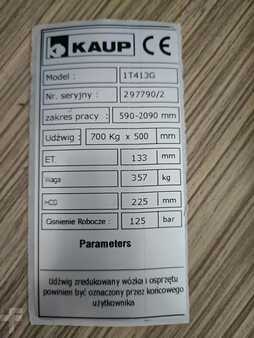 KAUP CE
Model : 1T413G
Nr. seryjny : 297790/2
zakres pracy : 590-2090 mm
Udźwig : 700 Kg x 500 mm
ET 133 mm
Waga 357 kg
HCG 225 mm
Cisnienie Robocze : 125 bar
Parameters
Udźwig zredukowany wózka i osprzętu
powinien być oznaczony przez końcowego
użytkownika